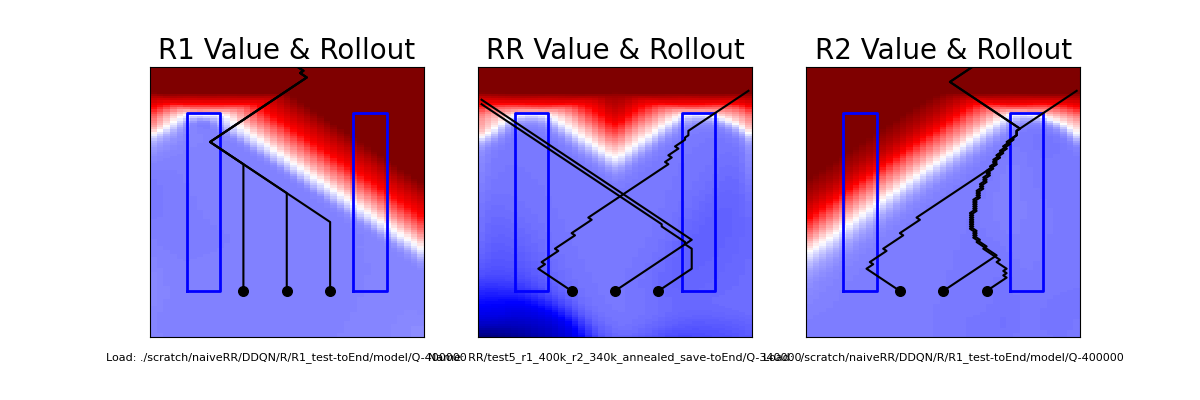 R1 Value & Rollout
RR Value & Rollout
R2 Value & Rollout
Load: ./scratch/naiveRR/DDQN/R/R1_test-toEnd/model/Q-400000
Name: RR/test5_r1_400k_r2_340k_annealed_save-toEnd/Q-340000
Load: ./scratch/naiveRR/DDQN/R/R1_test-toEnd/model/Q-400000